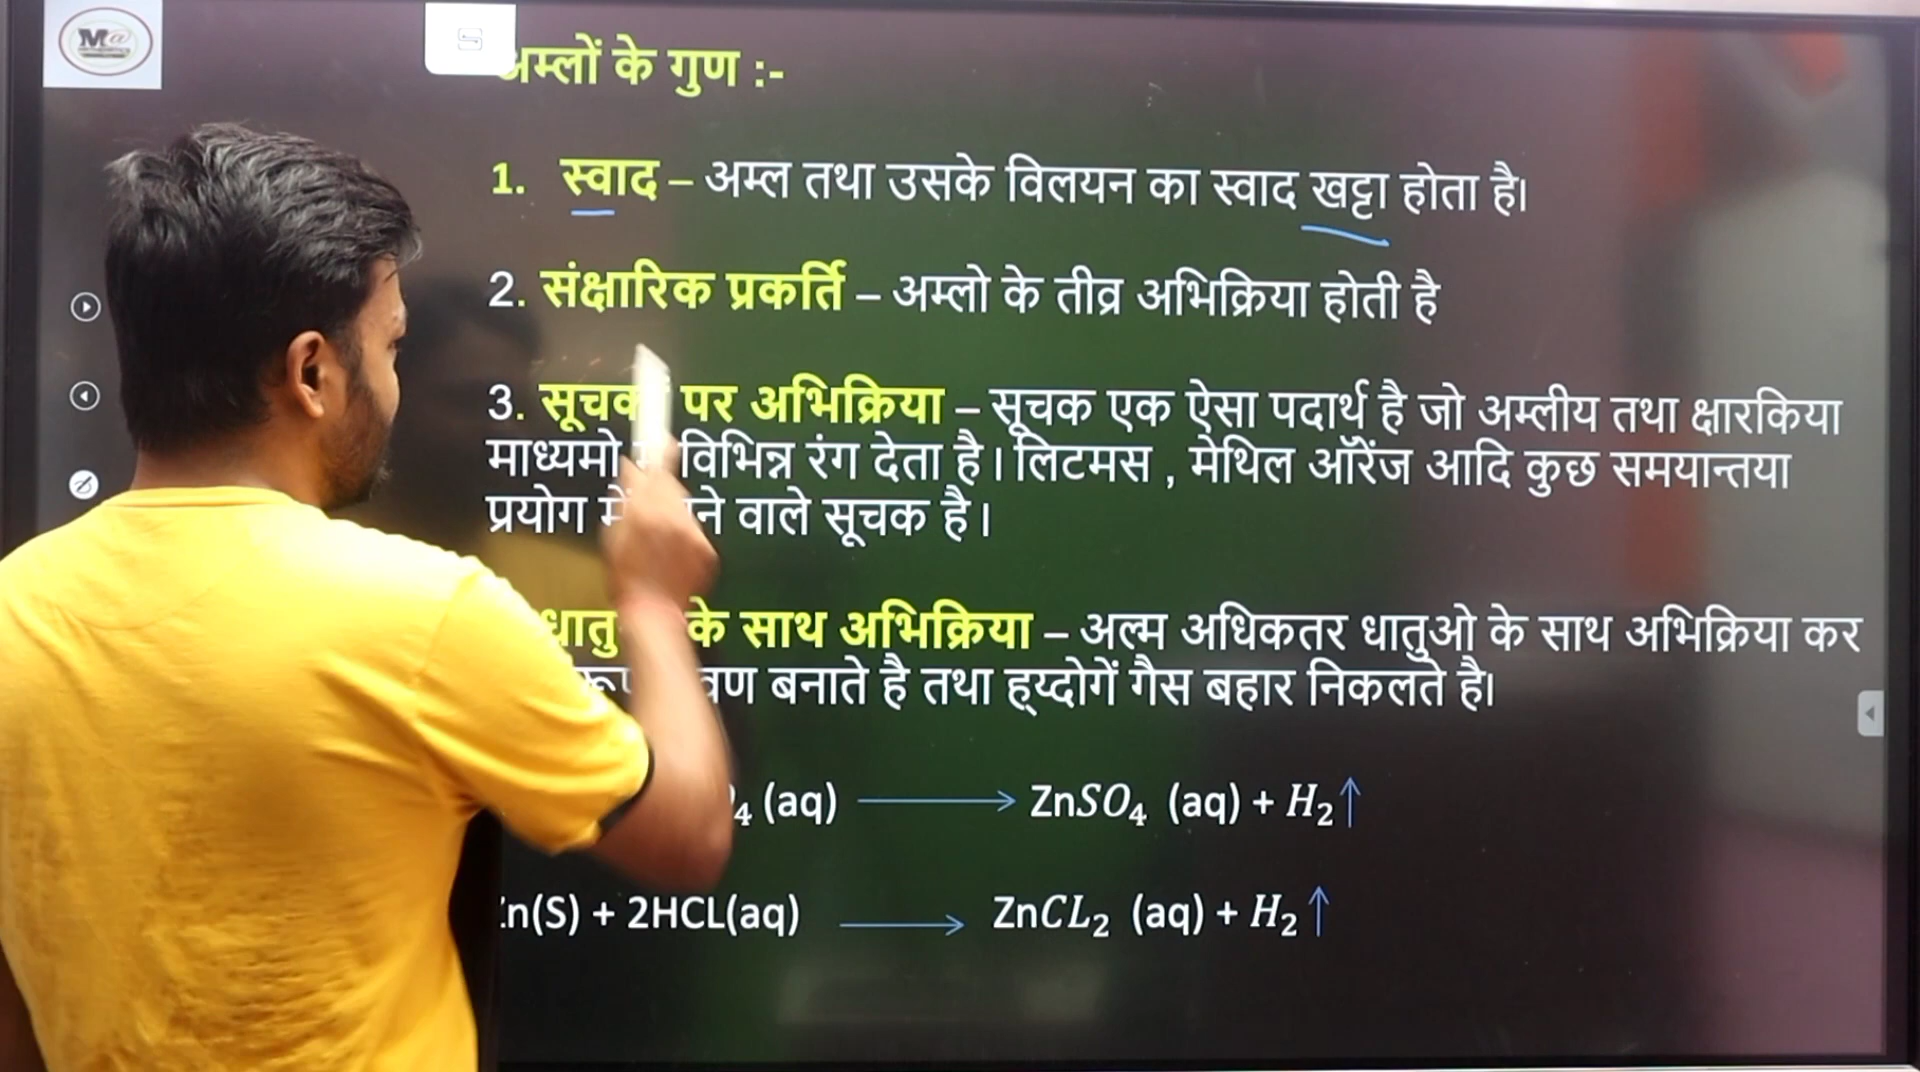 M@
अम्लों के गुण :-
1. स्वाद – अम्ल तथा उसके विलयन का स्वाद खट्टा होता है।
2. संक्षारिक प्रकर्ति – अम्लो के तीव्र अभिक्रिया होती है
3. पर अभिक्रिया – सूचक एक ऐसा पदार्थ है जो अम्लीय तथा क्षारकिया
माध्यमो विभिन्न रंग देता है । लिटमस , मेथिल ऑरेंज आदि कुछ समयान्तया
प्रयोग वाले सूचक है ।
के साथ अभिक्रिया – अल्म अधिकतर धातुओ के साथ अभिक्रिया कर
बनाते है तथा ह्य्दोगें गैस बहार निकलते है।
₄ (aq) ⟶ ZnSO₄ (aq) + H₂↑
n(S) + 2HCL(aq) ⟶ ZnCL₂ (aq) + H₂↑